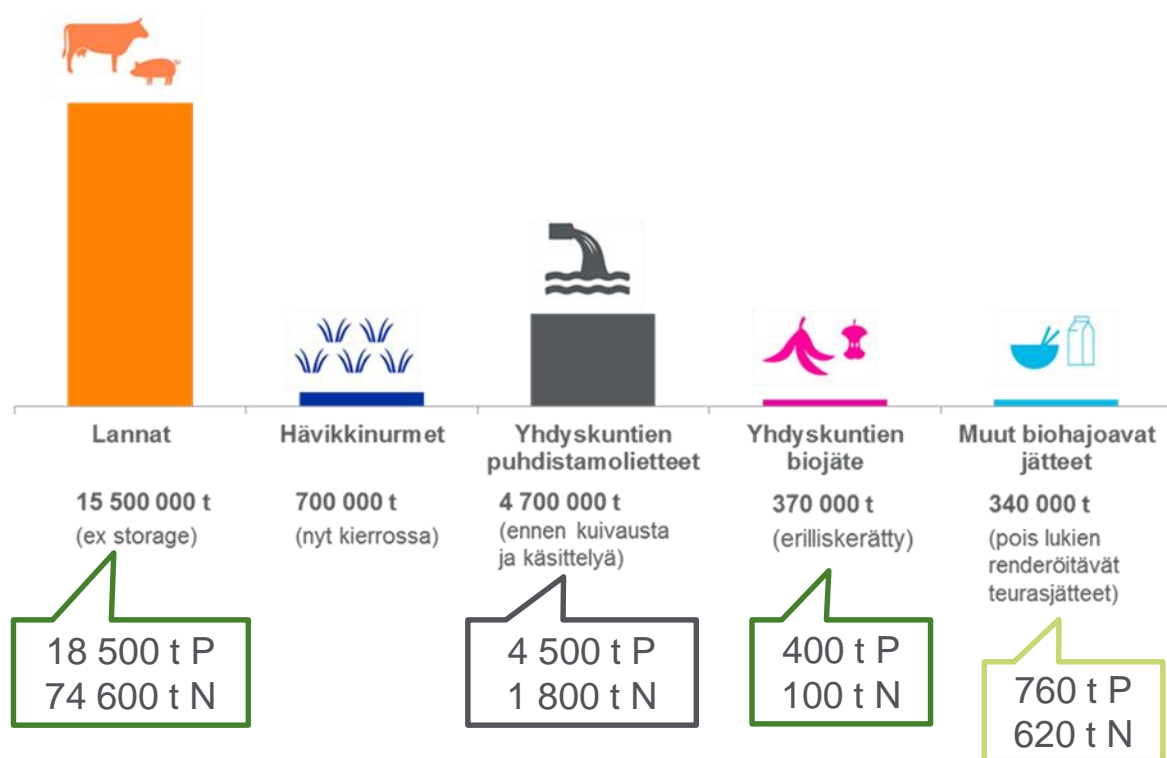 Lannat
15 500 000 t
(ex storage)
18 500 t P
74 600 t N
Hävikkinurmet
700 000 t
(nyt kierrossa)
Yhdyskuntien
puhdistamolietteet
4 700 000 t
(ennen kuivausta
ja käsittelyä)
4 500 t P
1 800 t N
Yhdyskuntien
biojäte
370 000 t
(erilliskerätty)
400 t P
100 t N
Muut biohajoavat
jätteet
340 000 t
(pois lukien
renderöitävät
teurasjätteet)
760 t P
620 t N